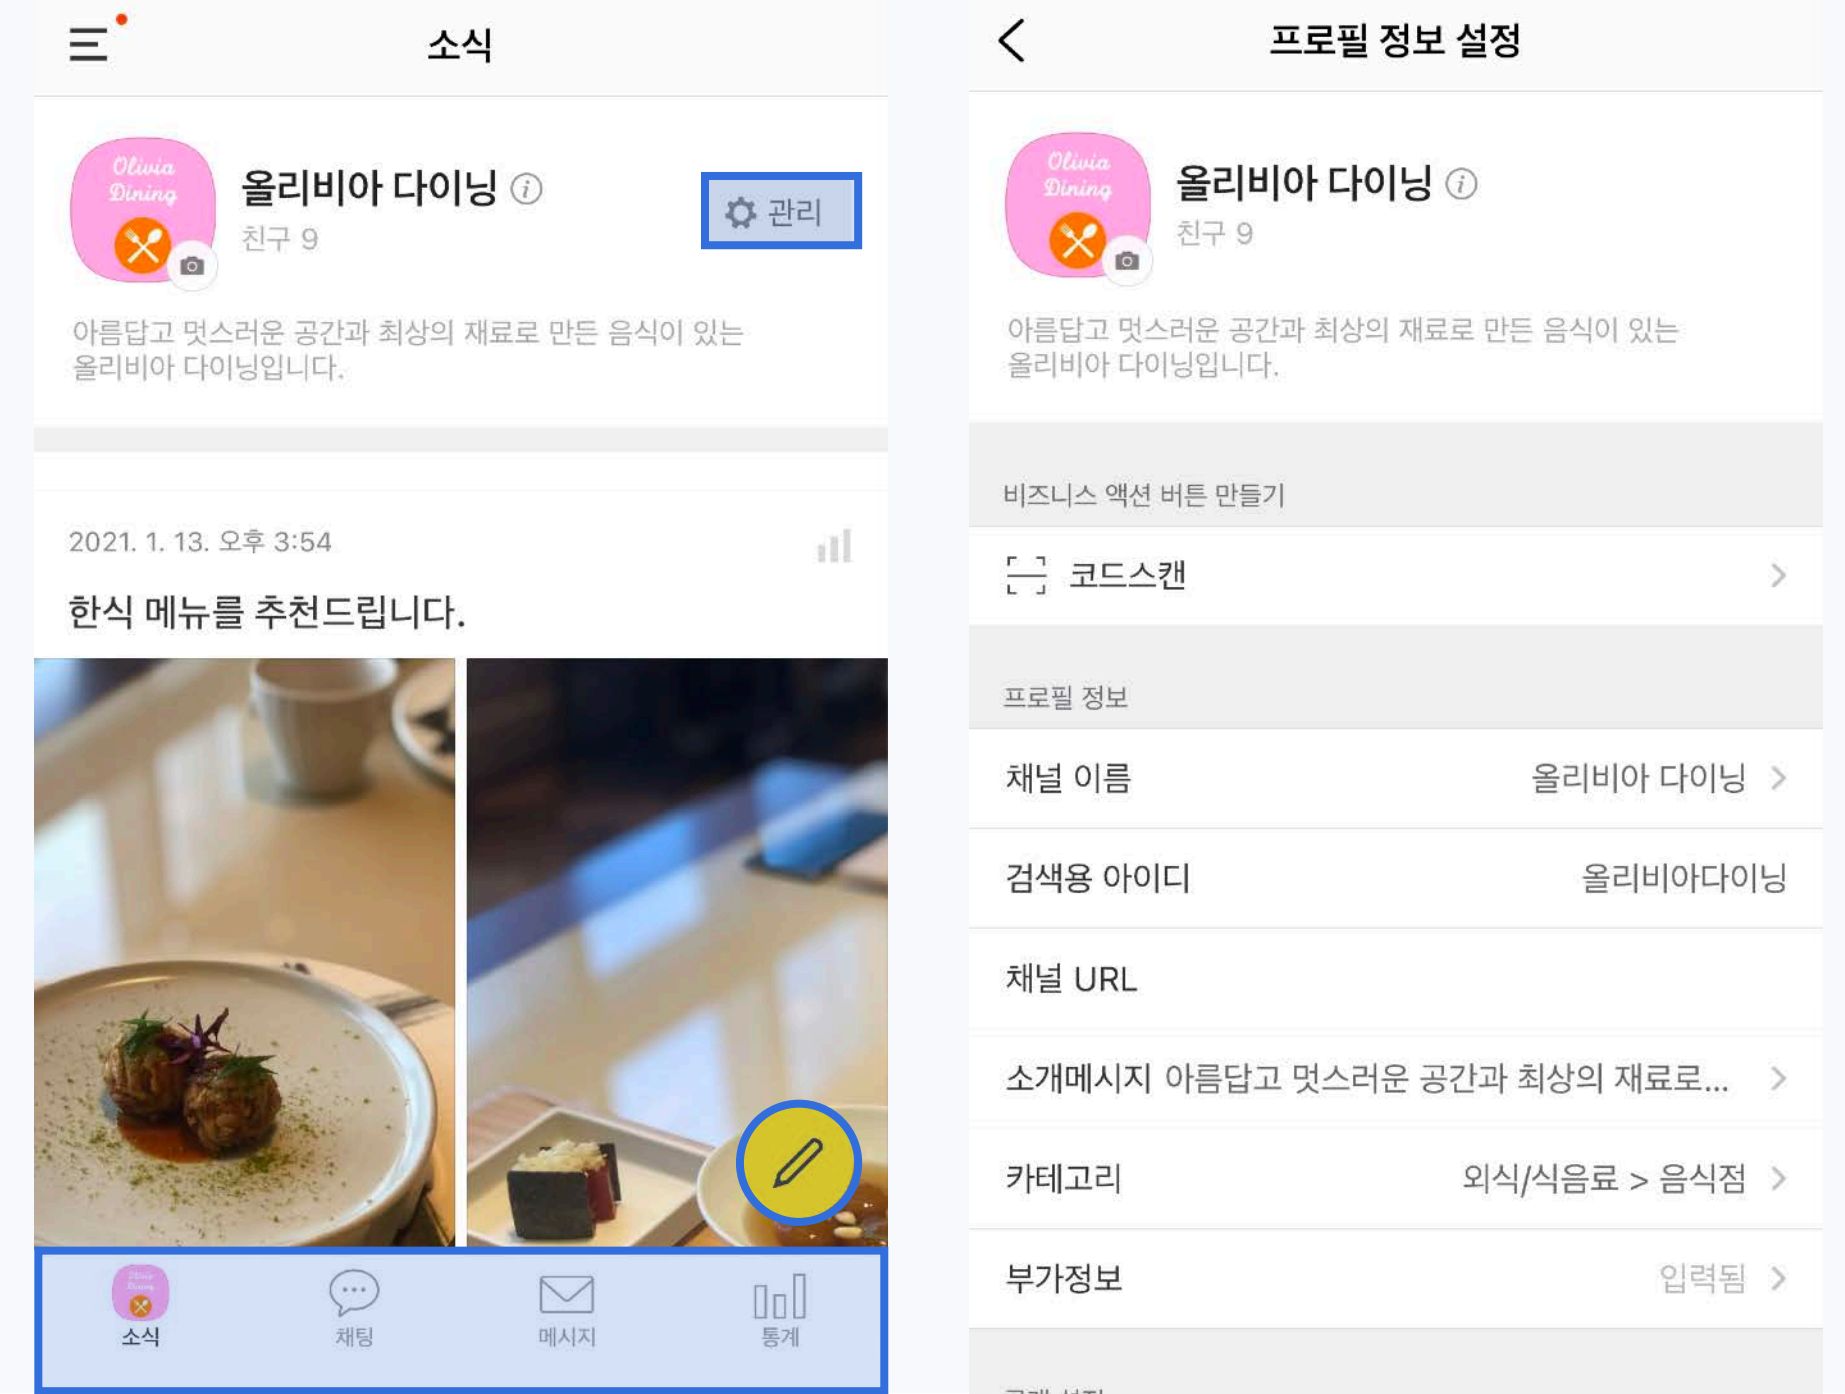 소식
Olivia
Dining
올리비아 다이닝
관리
친구 9
아름답고 멋스러운 공간과 최상의 재료로 만든 음식이 있는
올리비아 다이닝입니다.
2021. 1. 13. 오후 3:54
한식 메뉴를 추천드립니다.
소식
채팅
메시지
통계
프로필 정보 설정
Olivia
Dining
올리비아 다이닝
친구 9
아름답고 멋스러운 공간과 최상의 재료로 만든 음식이 있는
올리비아 다이닝입니다.
비즈니스 액션 버튼 만들기
코드스캔
프로필 정보
채널 이름 올리비아 다이닝
검색용 아이디 올리비아다이닝
채널 URL
소개메시지 아름답고 멋스러운 공간과 최상의 재료로...
카테고리 외식/식음료 > 음식점
부가정보 입력됨